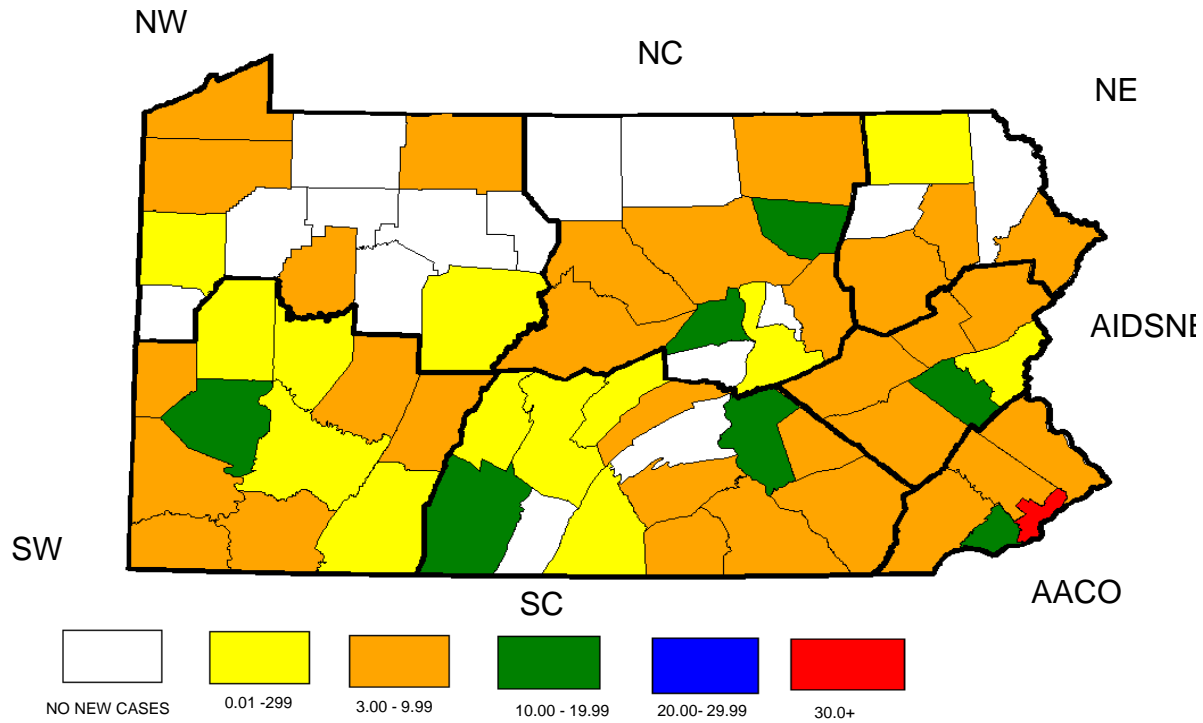 NW
NC
NE
AIDSNE
SW
AACO
SC
NO NEW CASES
0.01 -299
3.00 - 9.99
10.00 - 19.99
20.00- 29.99
30.0+